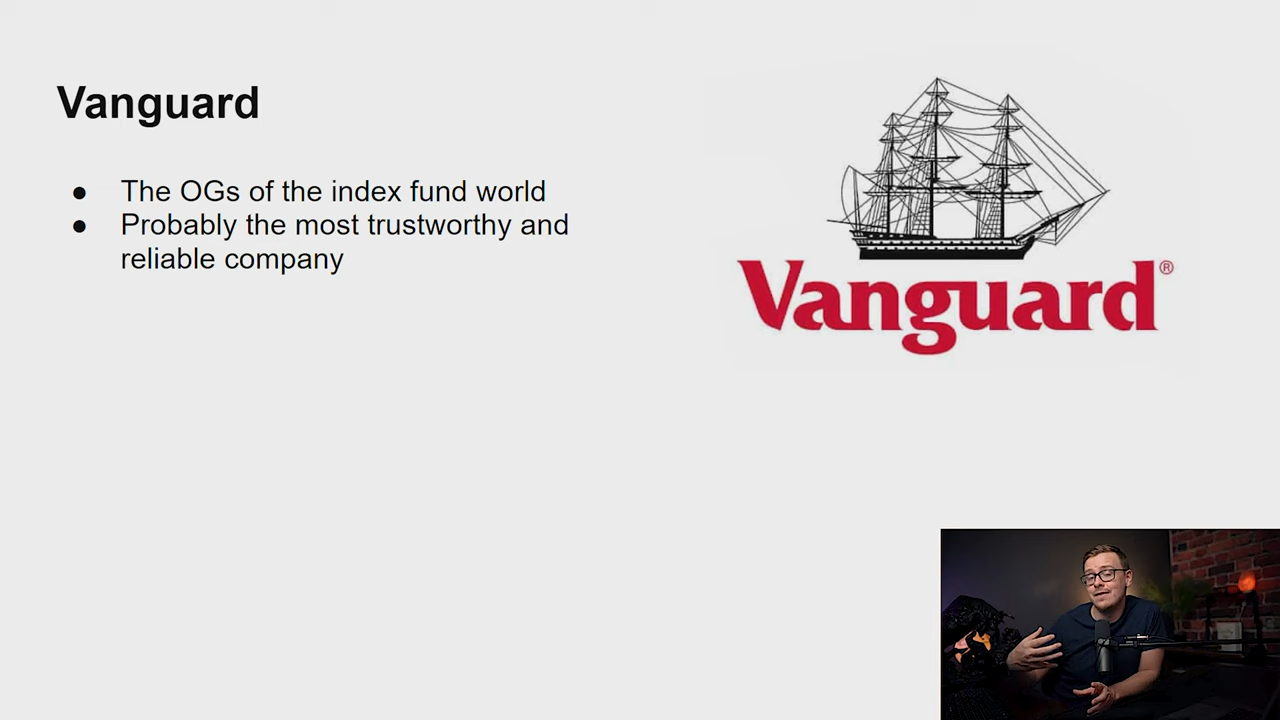 Vanguard
● The OGs of the index fund world
● Probably the most trustworthy and
reliable company
Vanguard®